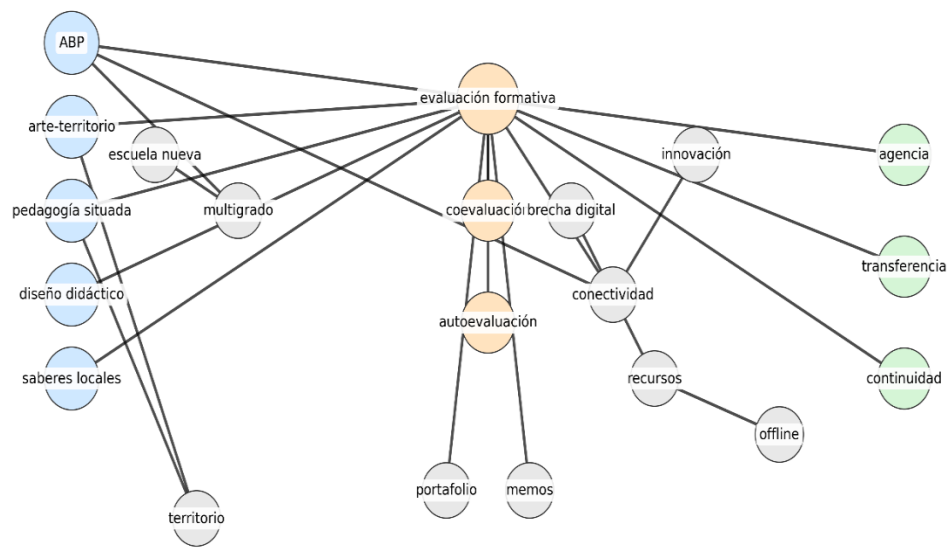 ABP
evaluación formativa
arte-territorio
escuela nueva
innovación
agencia
pedagogía situada
multigrado
coevaluación
brecha digital
transferencia
diseño didáctico
conectividad
autoevaluación
saberes locales
recursos
continuidad
offline
portafolio
memos
territorio